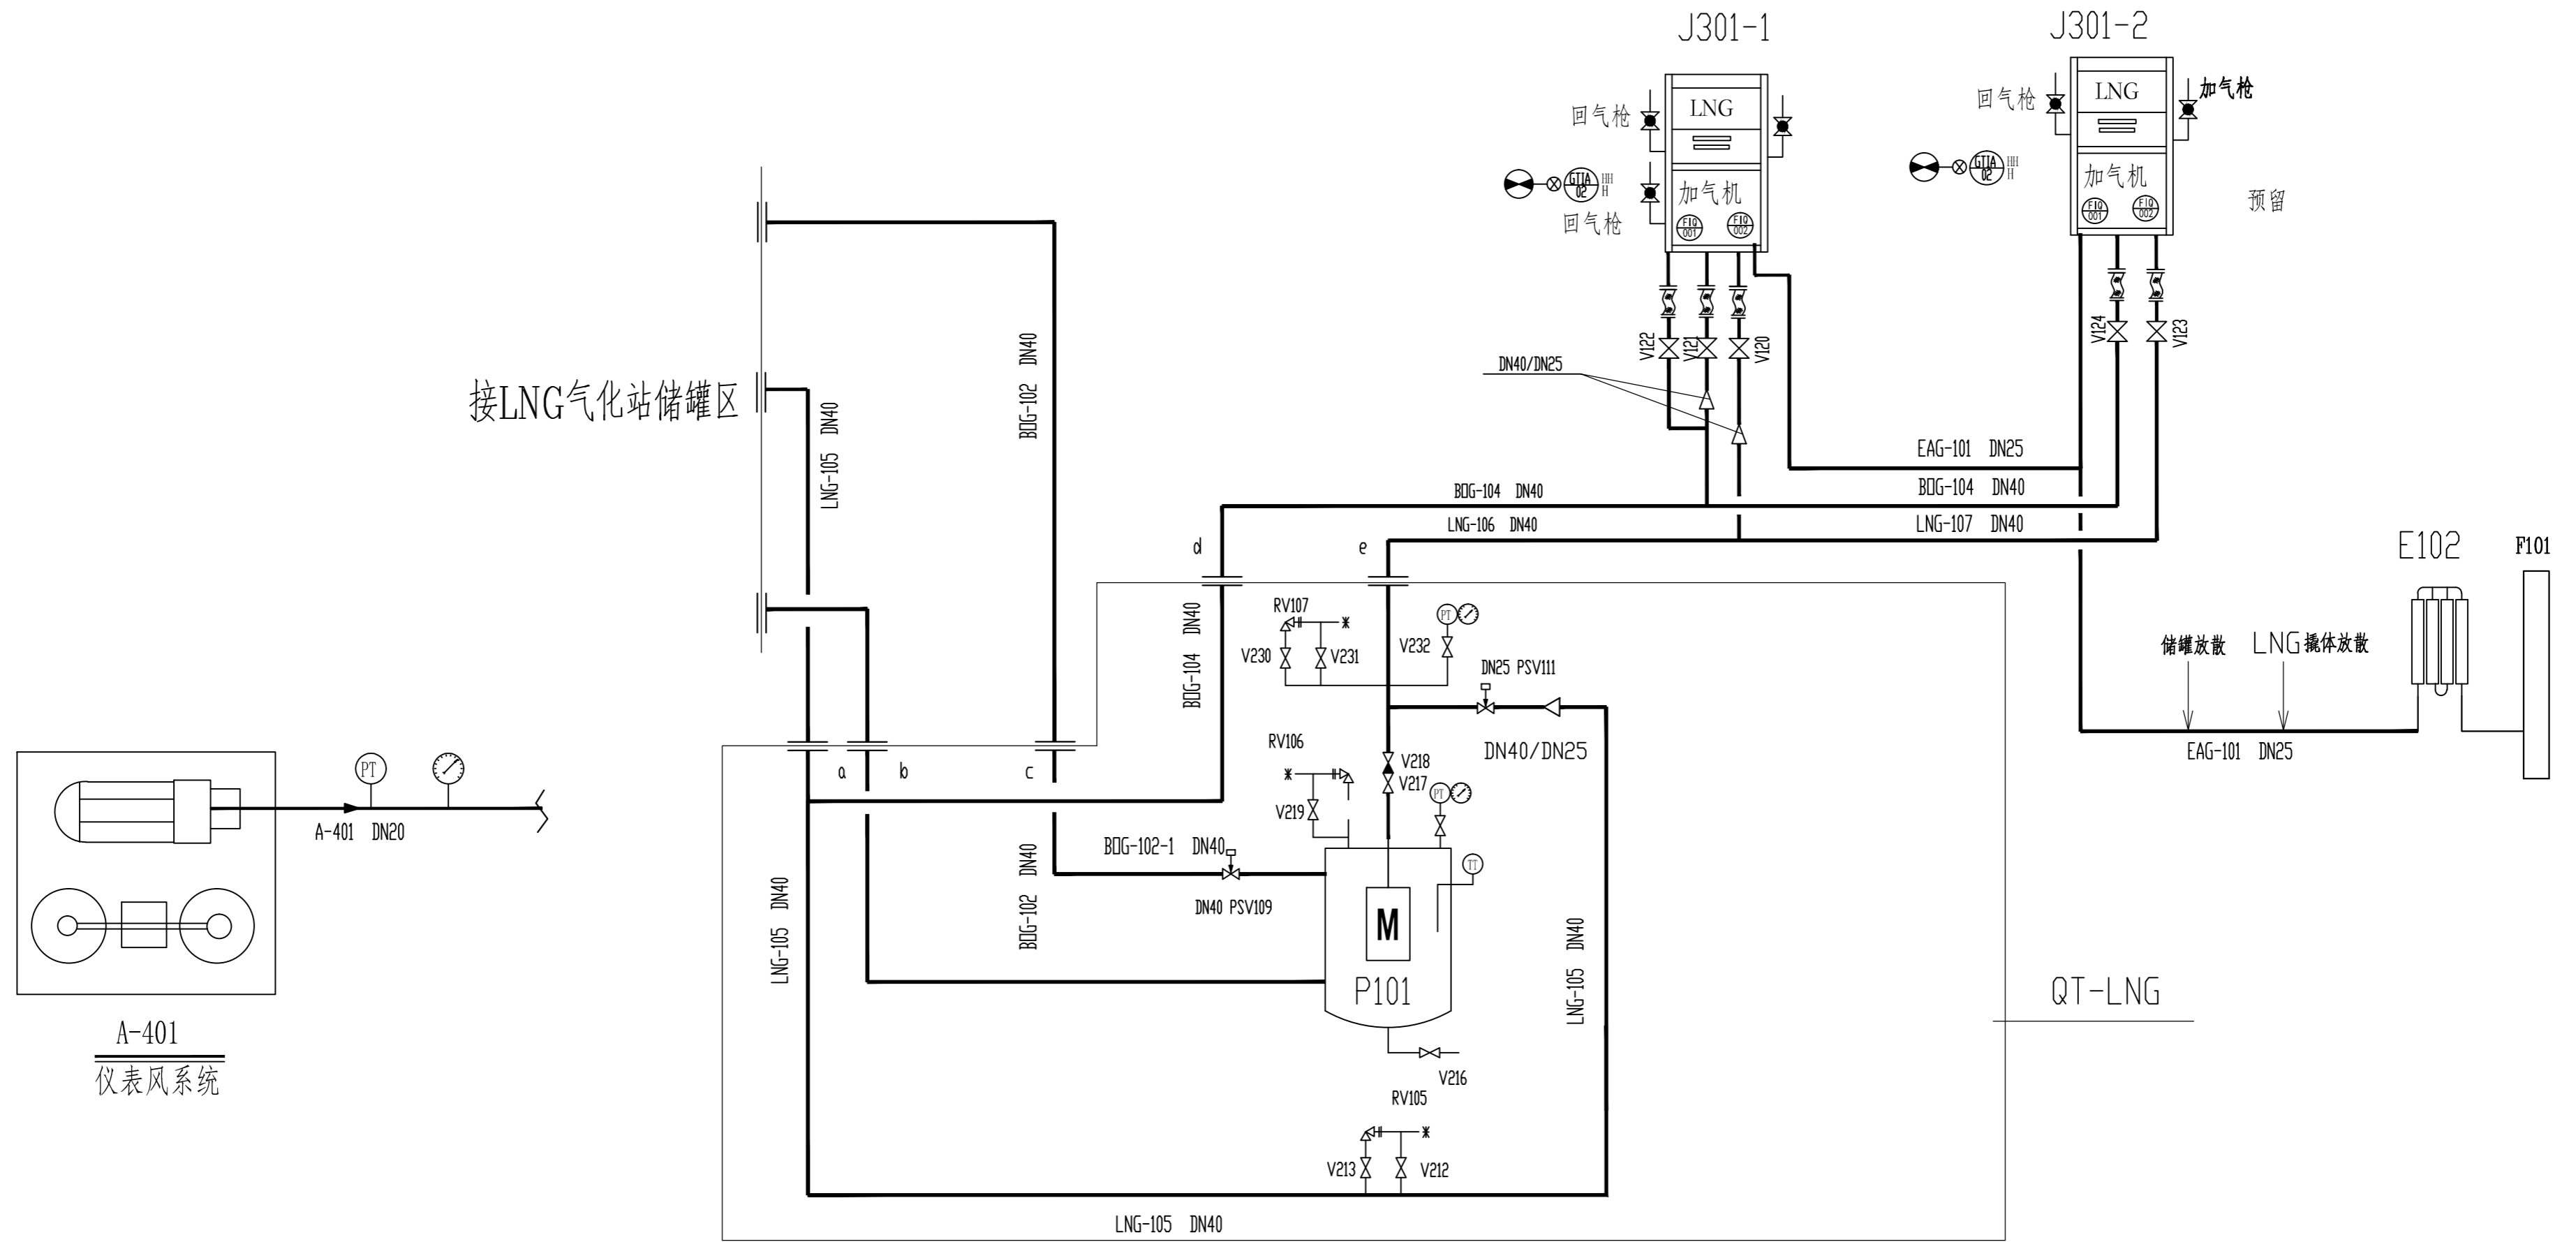 J301-1
J301-2
LNG
回气枪
加气机
回气枪
GTIA
02
HH
H
FIQ
001
FIQ
002
LNG
回气枪
加气枪
加气机
GTIA
02
HH
H
FIQ
001
FIQ
002
预留
V122
V121
V120
V124
V123
DN40/DN25
接LNG气化站储罐区
LNG-105 DN40
BOG-102 DN40
EAG-101 DN25
BOG-104 DN40
BOG-104 DN40
LNG-106 DN40
LNG-107 DN40
d
e
E102
F101
BOG-104 DN40
RV107
V230
V231
PT
V232
DN25 PSV111
储罐放散
LNG撬体放散
EAG-101 DN25
RV106
V218
V217
DN40/DN25
PT
V219
a
b
c
PT
A-401 DN20
BOG-102-1 DN40
DN40 PSV109
TT
M
P101
LNG-105 DN40
BOG-102 DN40
LNG-105 DN40
QT-LNG
A-401
仪表风系统
V216
RV105
V213
V212
LNG-105 DN40